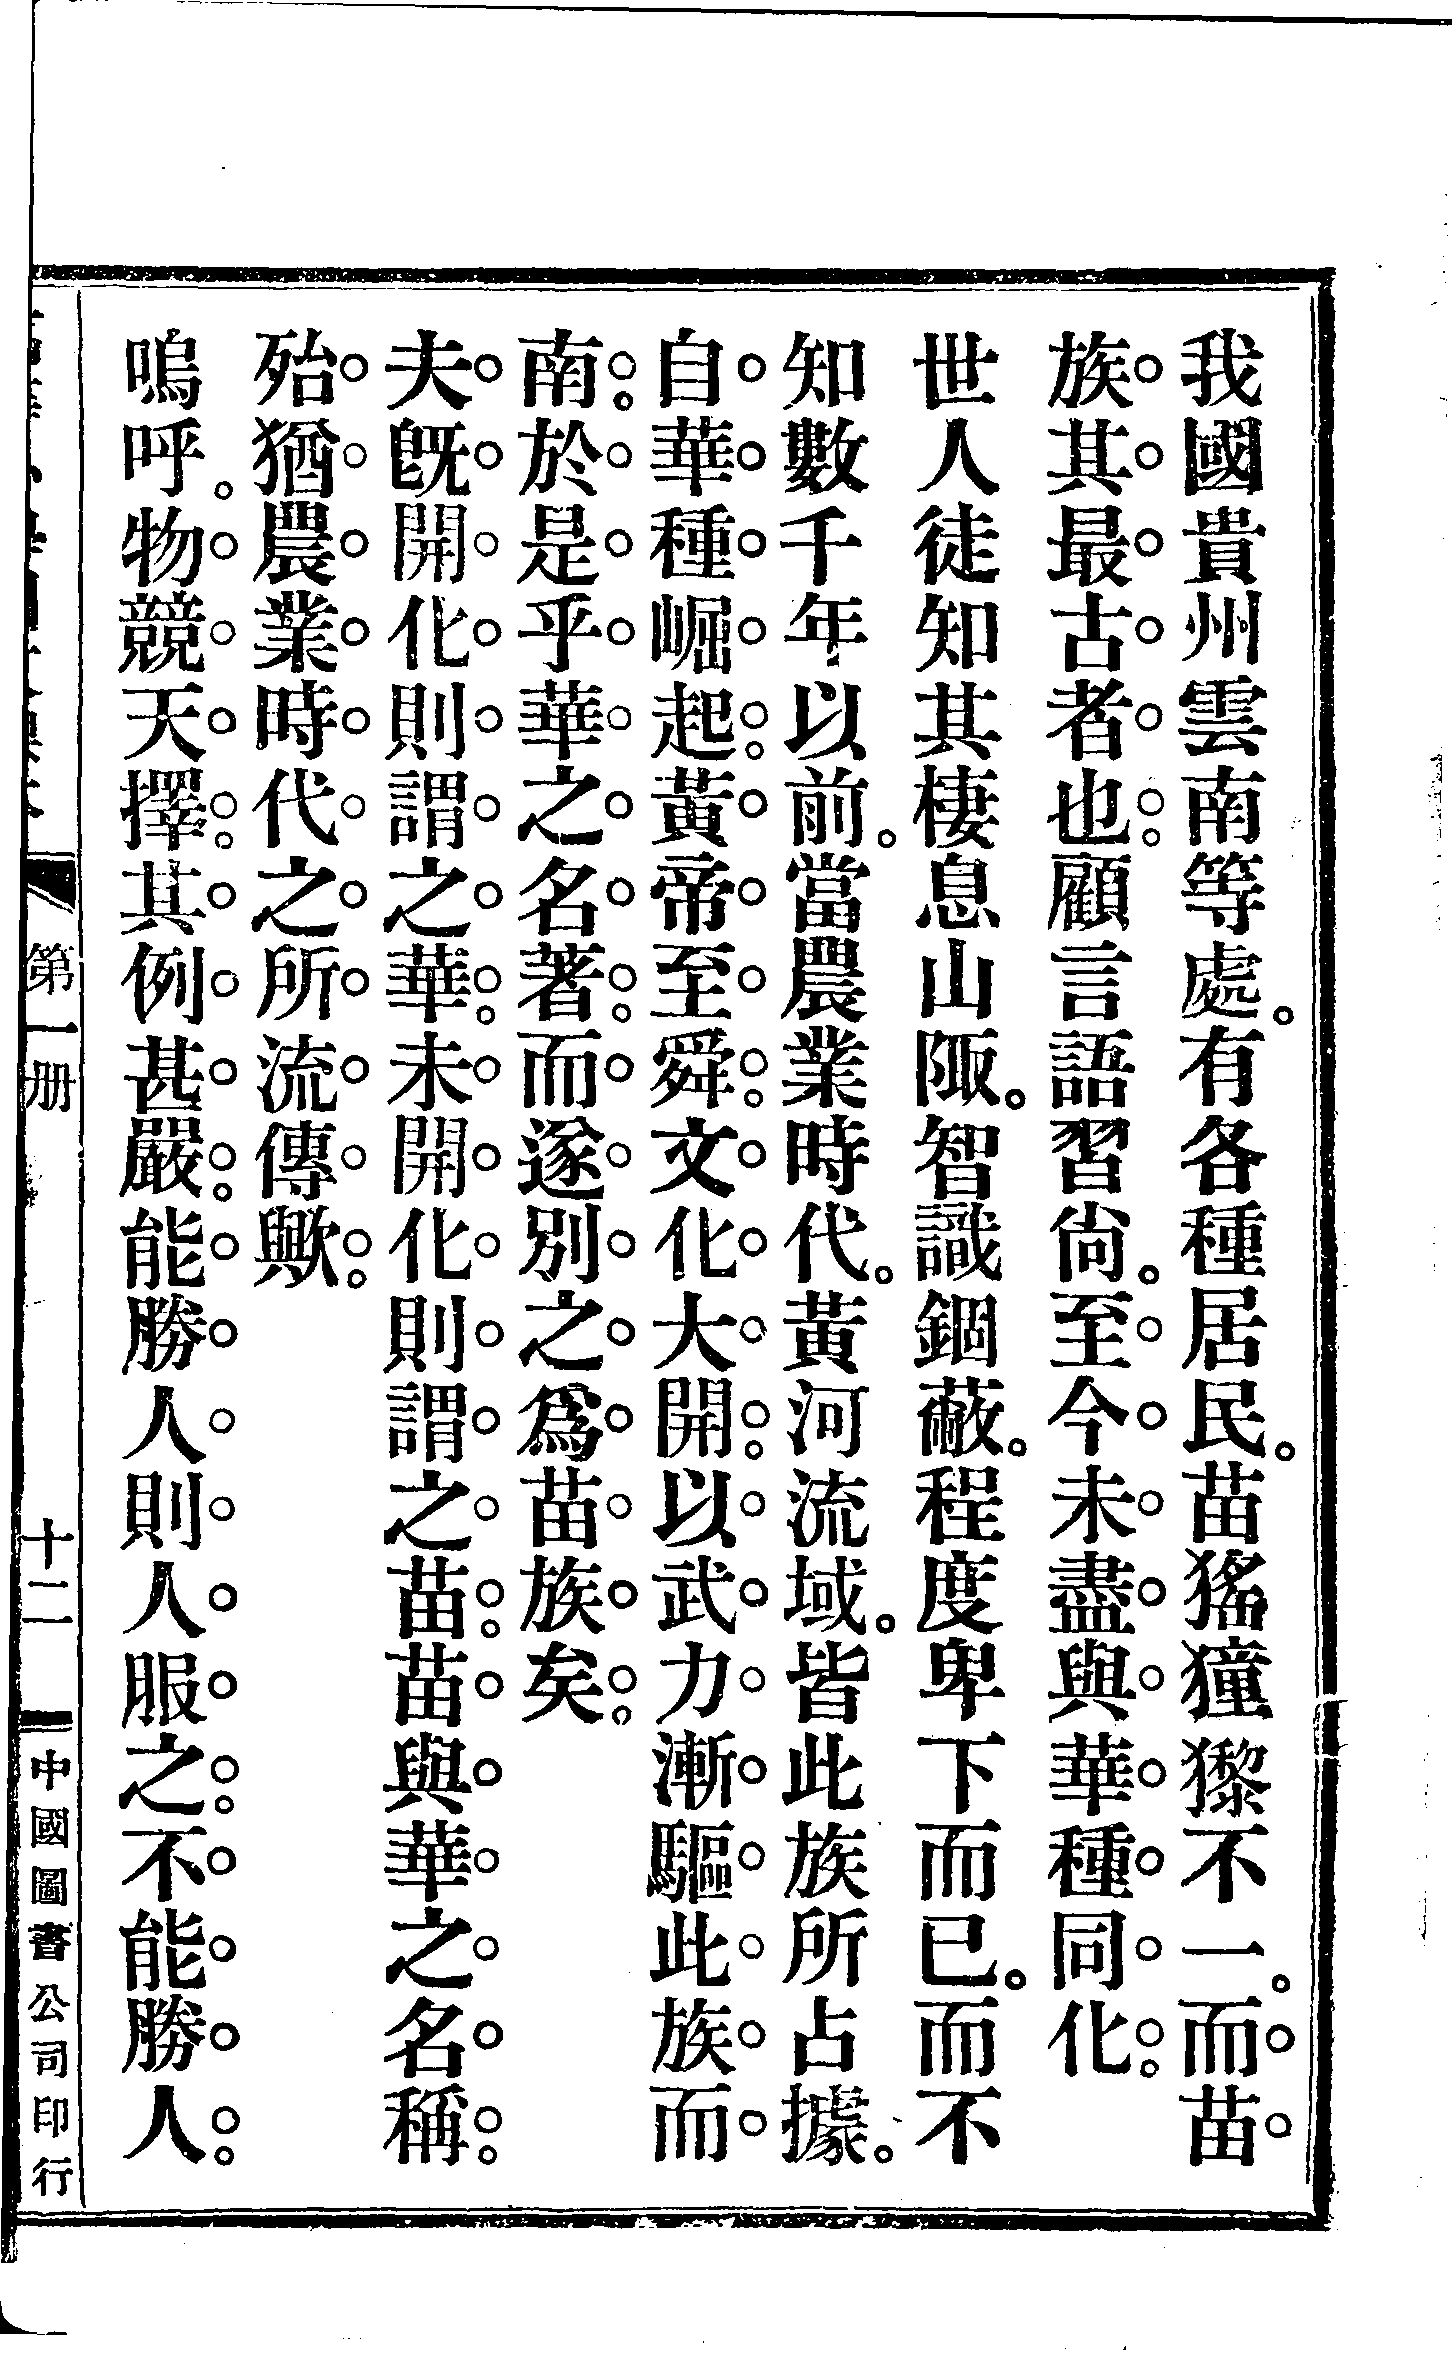 我國貴州雲南等處。有各種居民。苗猺獞㺗不一。而苗
族其最古者也。顧言語習尙。至今未盡與華種同化。
世人徒知其棲息山陬。智識錮蔽。程度卑下而已。而不
知數千年以前。當農業時代。黃河流域。皆此族所占據。
自華種崛起。黃帝至舜。文化大開。以武力漸驅此族而
南。於是乎華之名著。而遂別之爲苗族矣。
夫旣開化則謂之華。未開化則謂之苗。苗與華之名稱。
殆猶農業時代之所流傳歟。
嗚呼。物競天擇。其例甚嚴。能勝人則人服之。不能勝人。
第一册
十二
中國圖書公司印行